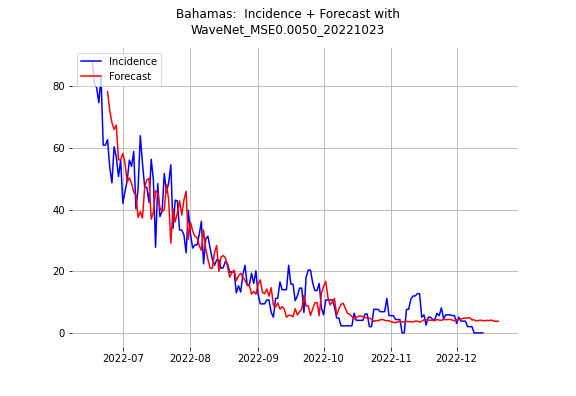 Bahamas:  Incidence + Forecast with
WaveNet_MSE0.0050_20221023
Incidence
Forecast
80
60
40
20
0
2022-07 2022-08 2022-09 2022-10 2022-11 2022-12